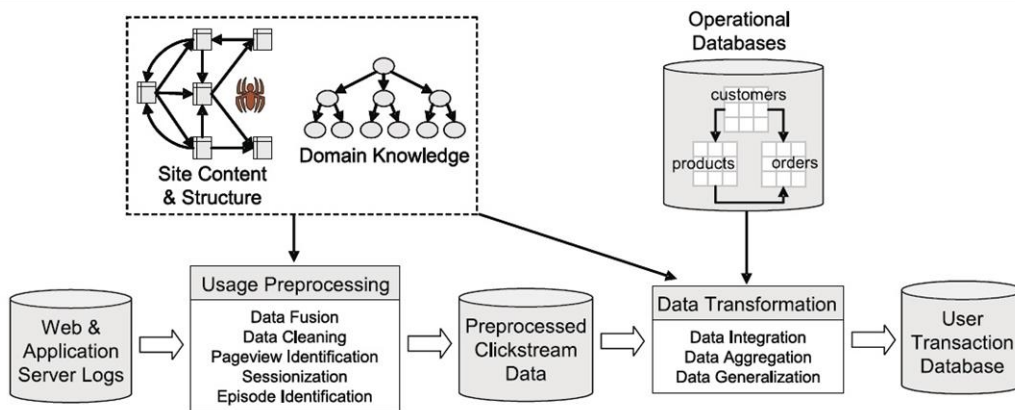 Operational
Databases
customers
products
orders
Site Content
& Structure
Domain Knowledge
Web &
Application
Server Logs
Usage Preprocessing
Data Fusion
Data Cleaning
Pageview Identification
Sessionization
Episode Identification
Preprocessed
Clickstream
Data
Data Transformation
Data Integration
Data Aggregation
Data Generalization
User
Transaction
Database